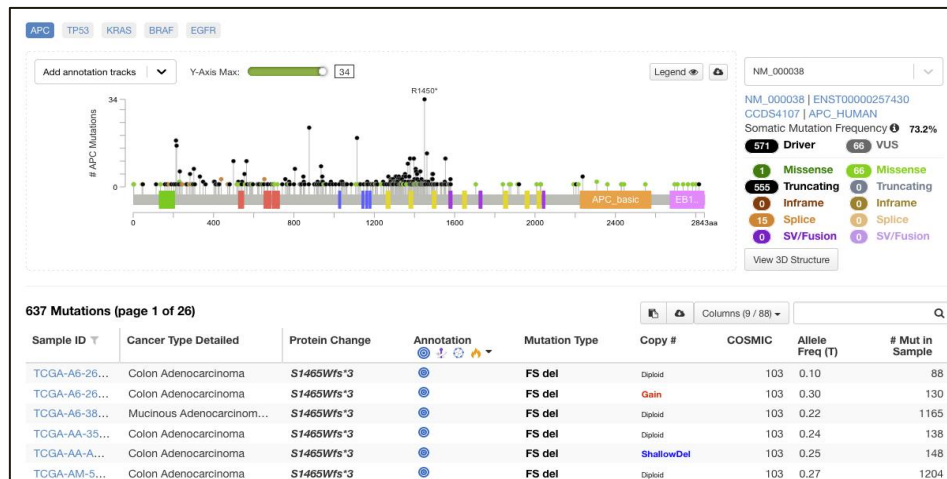 APC TP53 KRAS BRAF EGFR
Add annotation tracks Y-Axis Max: 34 Legend
NM_000038
R1450*
34
# APC Mutations
0
APC_basic EB1...
0 400 800 1200 1600 2000 2400 2843aa
NM_000038 | ENST00000257430
CCDS4107 | APC_HUMAN
Somatic Mutation Frequency 73.2%
571 Driver 66 VUS
1 Missense 66 Missense
555 Truncating 0 Truncating
0 Inframe 0 Inframe
15 Splice 0 Splice
0 SV/Fusion 0 SV/Fusion
View 3D Structure
637 Mutations (page 1 of 26)
Columns (9 / 88)
Sample ID Cancer Type Detailed Protein Change Annotation Mutation Type Copy # COSMIC Allele Freq (T) # Mut in Sample
TCGA-A6-26... Colon Adenocarcinoma S1465Wfs*3 FS del Diploid 103 0.10 88
TCGA-A6-26... Colon Adenocarcinoma S1465Wfs*3 FS del Gain 103 0.30 130
TCGA-A6-38... Mucinous Adenocarcinom... S1465Wfs*3 FS del Diploid 103 0.22 1165
TCGA-AA-35... Colon Adenocarcinoma S1465Wfs*3 FS del Diploid 103 0.24 138
TCGA-AA-A... Colon Adenocarcinoma S1465Wfs*3 FS del ShallowDel 103 0.25 148
TCGA-AM-5... Colon Adenocarcinoma S1465Wfs*3 FS del Diploid 103 0.27 1204